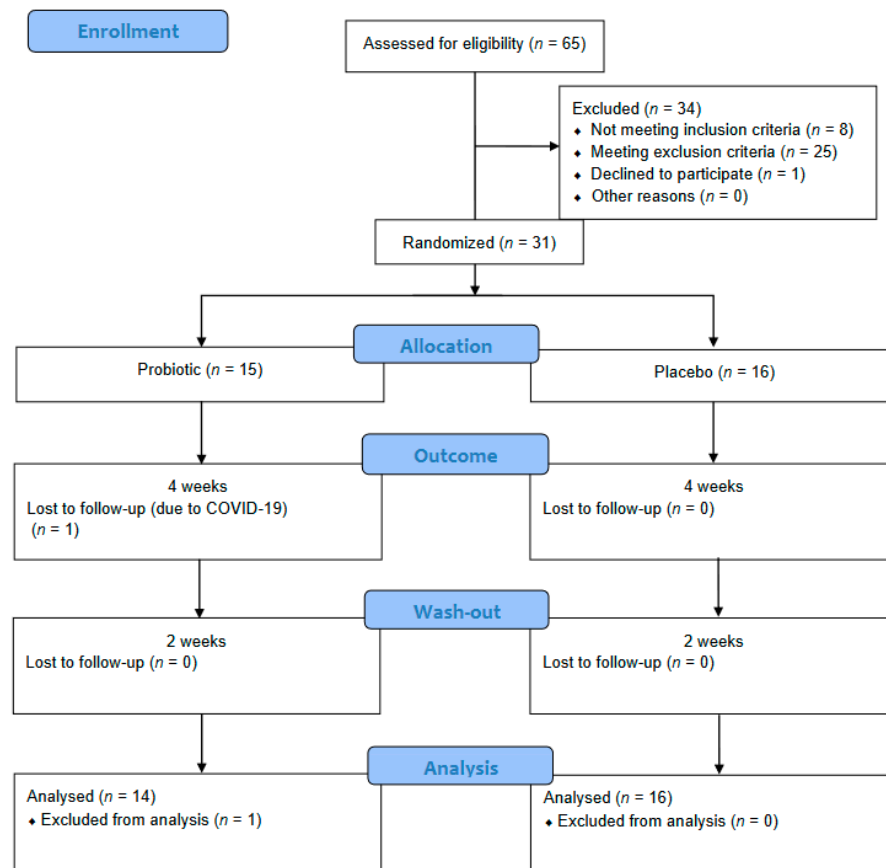 Enrollment
Assessed for eligibility (n = 65)
Excluded (n = 34)
♦ Not meeting inclusion criteria (n = 8)
♦ Meeting exclusion criteria (n = 25)
♦ Declined to participate (n = 1)
♦ Other reasons (n = 0)
Randomized (n = 31)
Allocation
Probiotic (n = 15)
Placebo (n = 16)
Outcome
4 weeks
Lost to follow-up (due to COVID-19)
(n = 1)
4 weeks
Lost to follow-up (n = 0)
Wash-out
2 weeks
Lost to follow-up (n = 0)
2 weeks
Lost to follow-up (n = 0)
Analysis
Analysed (n = 14)
♦ Excluded from analysis (n = 1)
Analysed (n = 16)
♦ Excluded from analysis (n = 0)